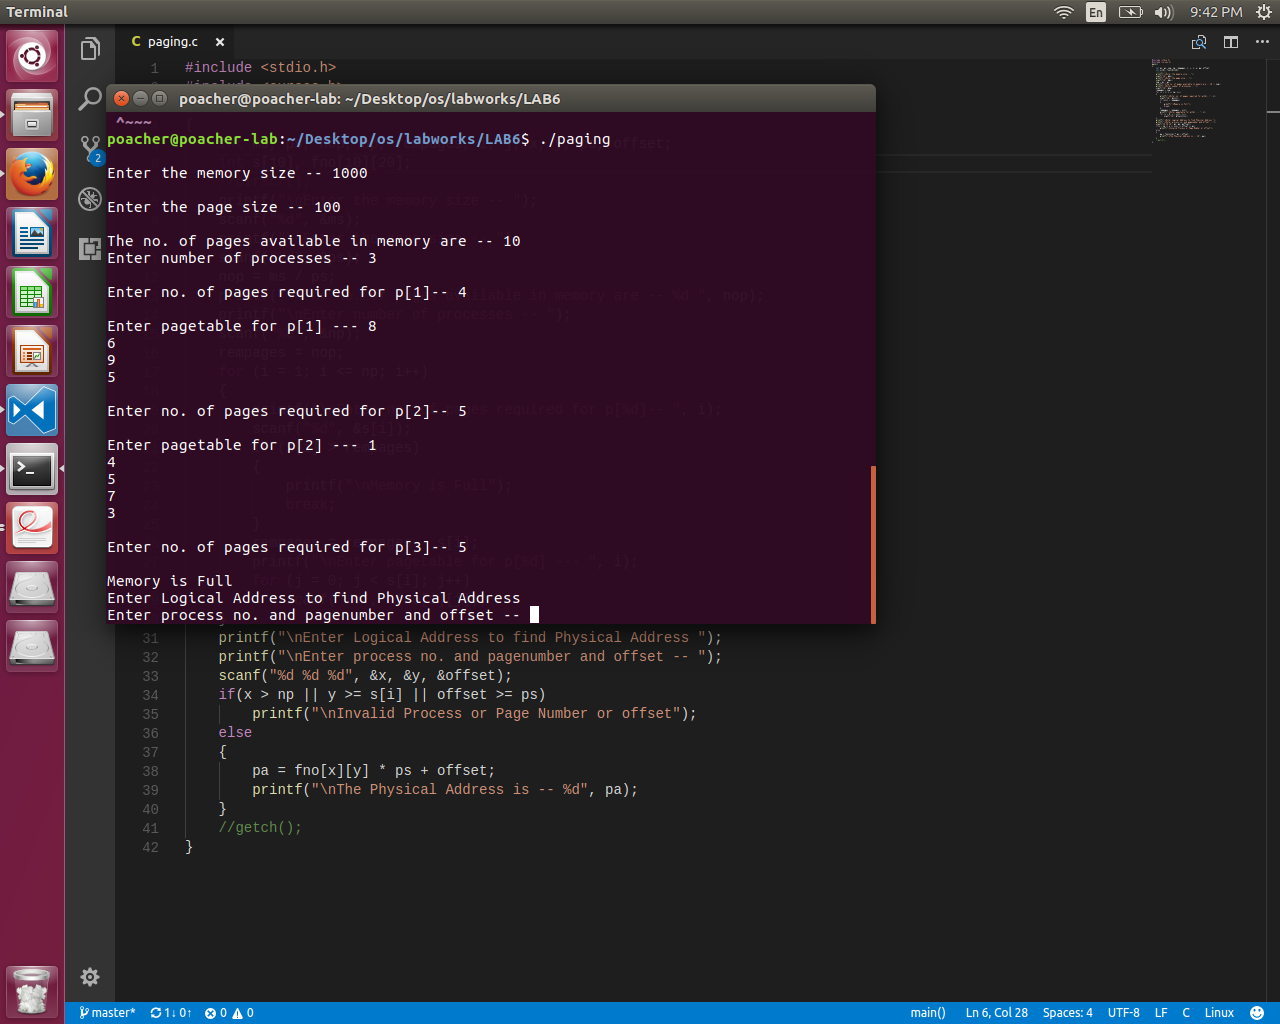 Terminal
En
9:42 PM
C paging.c ×
1 #include <stdio.h>
poacher@poacher-lab: ~/Desktop/os/labworks/LAB6
^~~~
poacher@poacher-lab:~/Desktop/os/labworks/LAB6$ ./paging
2
Enter the memory size -- 1000
Enter the page size -- 100
The no. of pages available in memory are -- 10
Enter number of processes -- 3
Enter no. of pages required for p[1]-- 4
Enter pagetable for p[1] --- 8
6
9
5
Enter no. of pages required for p[2]-- 5
Enter pagetable for p[2] --- 1
4
5
7
3
Enter no. of pages required for p[3]-- 5
Memory is Full
Enter Logical Address to find Physical Address
Enter process no. and pagenumber and offset --
31 printf("\nEnter Logical Address to find Physical Address ");
32 printf("\nEnter process no. and pagenumber and offset -- ");
33 scanf("%d %d %d", &x, &y, &offset);
34 if(x > np || y >= s[i] || offset >= ps)
35 printf("\nInvalid Process or Page Number or offset");
36 else
37 {
38 pa = fno[x][y] * ps + offset;
39 printf("\nThe Physical Address is -- %d", pa);
40 }
41 //getch();
42 }
master* 1↓ 0↑ 0 0 main() Ln 6, Col 28 Spaces: 4 UTF-8 LF C Linux